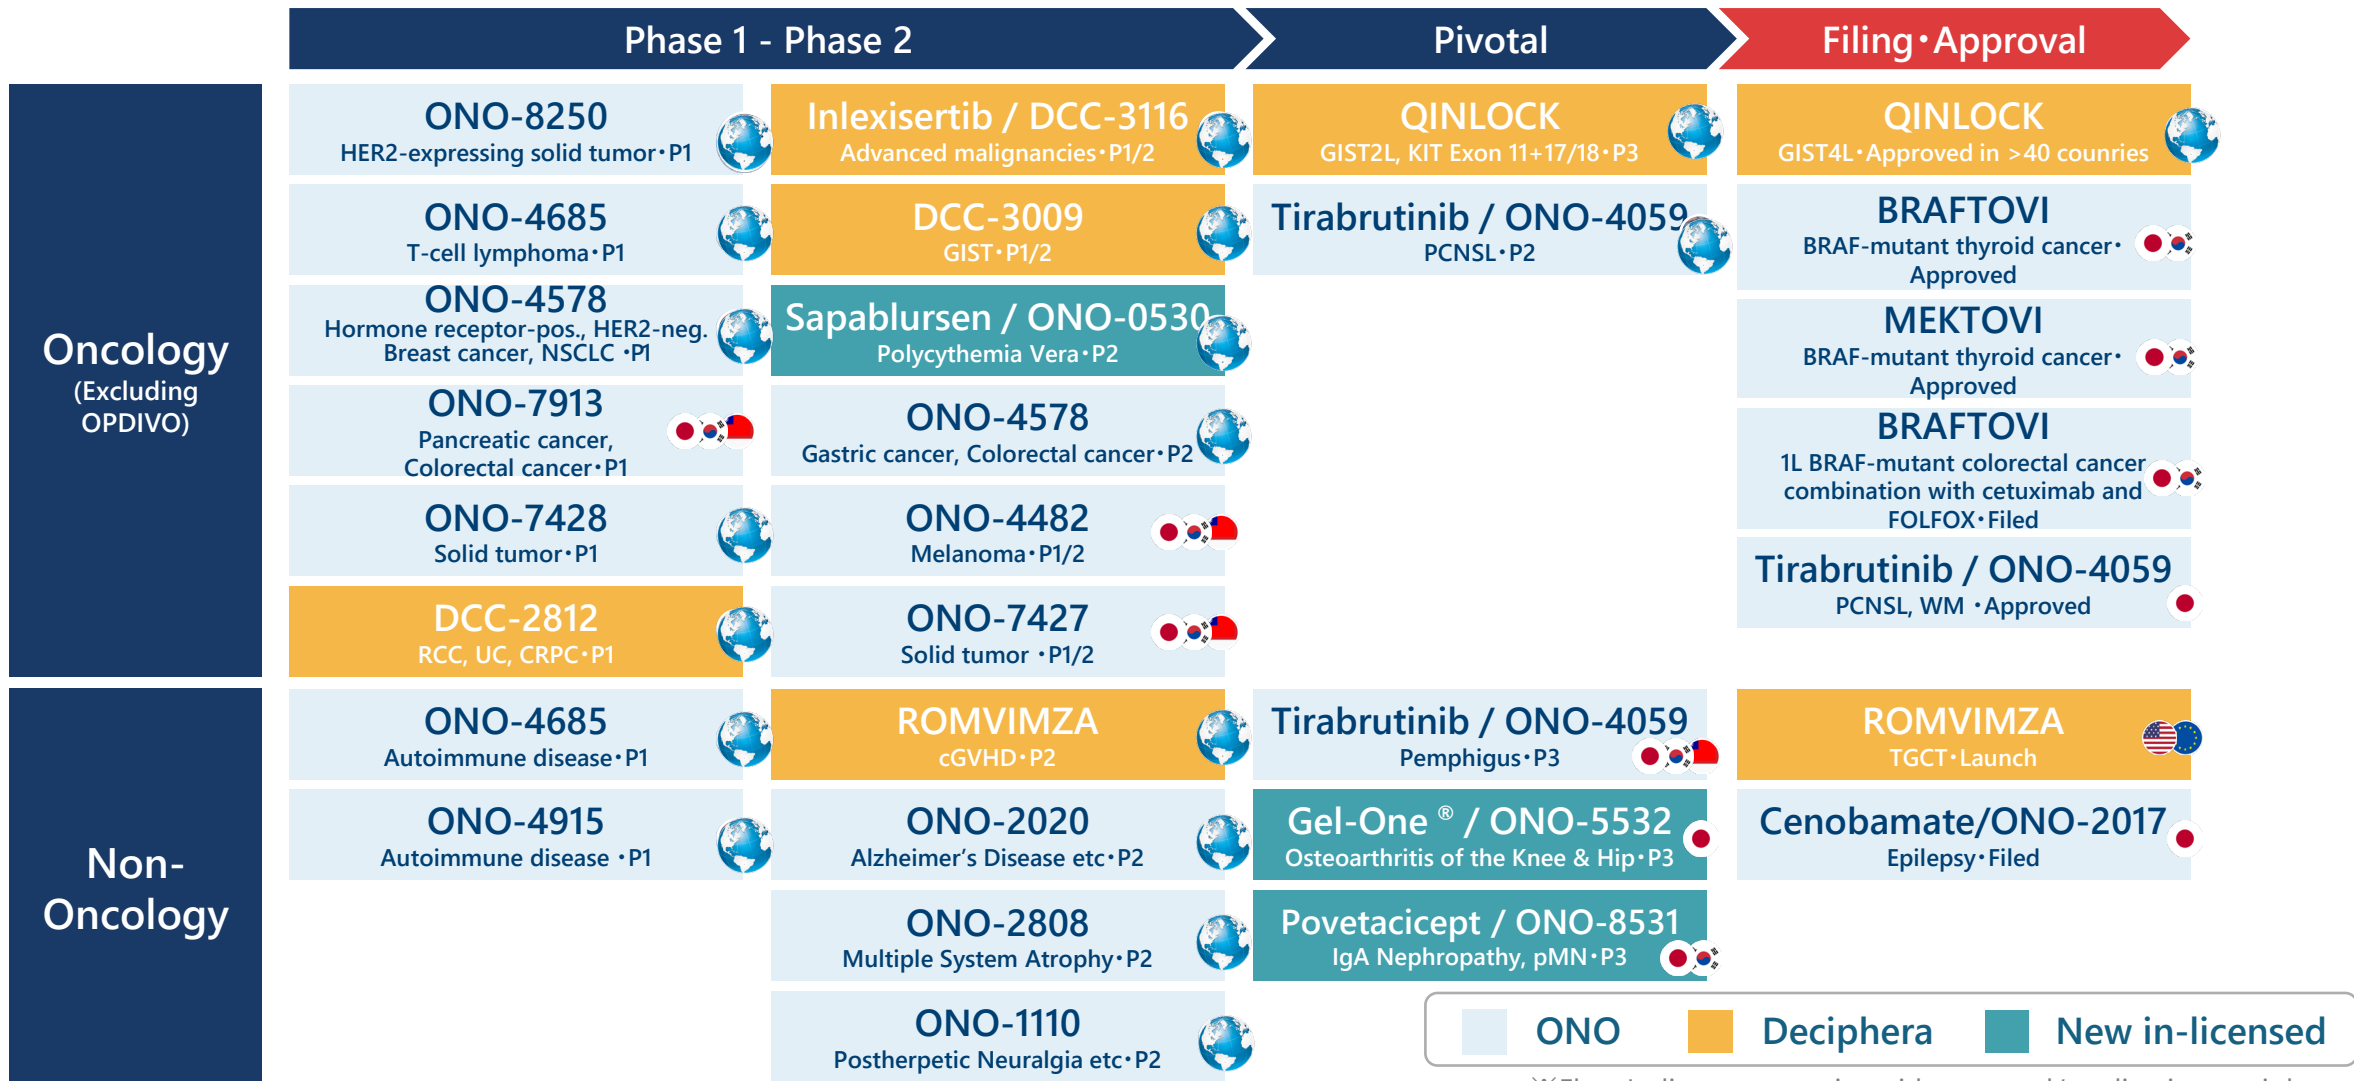 Phase 1 - Phase 2
Pivotal
Filing・Approval
Oncology
(Excluding
OPDIVO)
ONO-8250
HER2-expressing solid tumor・P1
ONO-4685
T-cell lymphoma・P1
ONO-4578
Hormone receptor-pos., HER2-neg.
Breast cancer, NSCLC ・P1
ONO-7913
Pancreatic cancer,
Colorectal cancer・P1
ONO-7428
Solid tumor・P1
DCC-2812
RCC, UC, CRPC・P1
Inlexisertib / DCC-3116
Advanced malignancies・P1/2
DCC-3009
GIST・P1/2
Sapablursen / ONO-0530
Polycythemia Vera・P2
ONO-4578
Gastric cancer, Colorectal cancer・P2
ONO-4482
Melanoma・P1/2
ONO-7427
Solid tumor ・P1/2
QINLOCK
GIST2L, KIT Exon 11+17/18・P3
Tirabrutinib / ONO-4059
PCNSL・P2
QINLOCK
GIST4L・Approved in >40 counries
BRAFTOVI
BRAF-mutant thyroid cancer・
Approved
MEKTOVI
BRAF-mutant thyroid cancer・
Approved
BRAFTOVI
1L BRAF-mutant colorectal cancer
combination with cetuximab and
FOLFOX・Filed
Tirabrutinib / ONO-4059
PCNSL, WM ・Approved
Non-
Oncology
ONO-4685
Autoimmune disease・P1
ONO-4915
Autoimmune disease ・P1
ROMVIMZA
cGVHD・P2
ONO-2020
Alzheimer's Disease etc・P2
ONO-2808
Multiple System Atrophy・P2
ONO-1110
Postherpetic Neuralgia etc・P2
Tirabrutinib / ONO-4059
Pemphigus・P3
Gel-One ® / ONO-5532
Osteoarthritis of the Knee & Hip・P3
Povetacicept / ONO-8531
IgA Nephropathy, pMN・P3
ROMVIMZA
TGCT・Launch
Cenobamate/ONO-2017
Epilepsy・Filed
ONO
Deciphera
New in-licensed